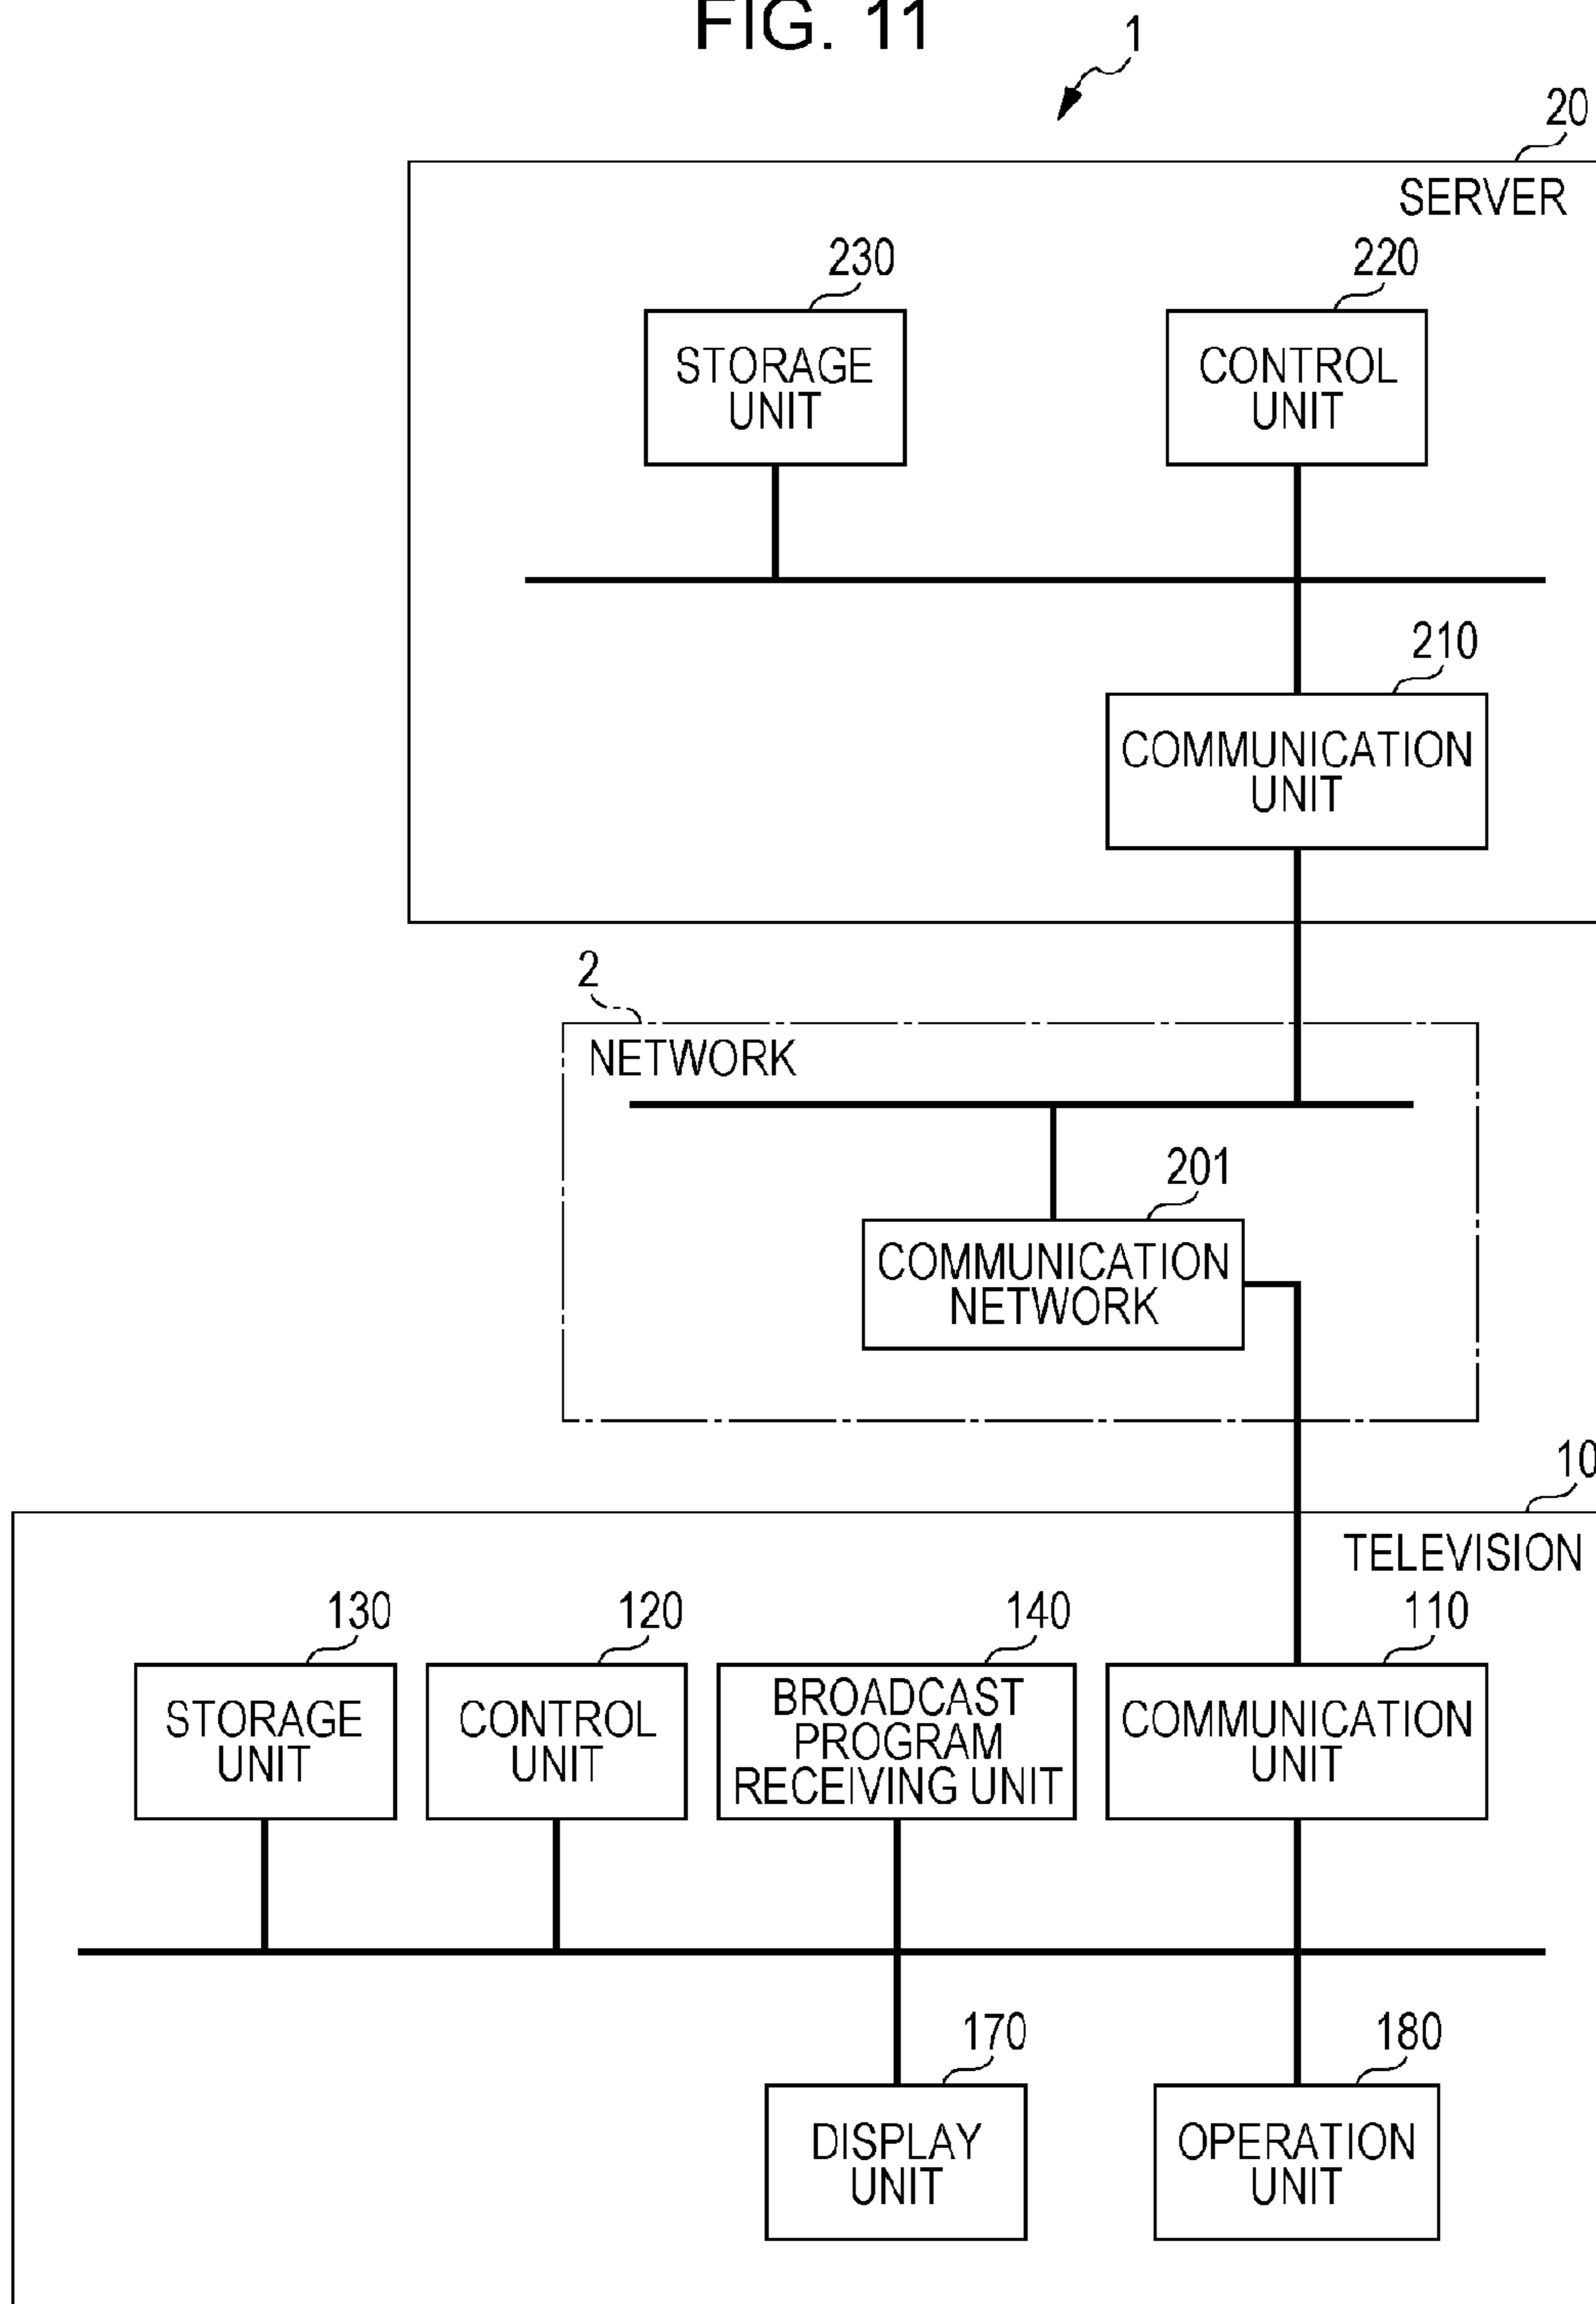 FIG. 11
1
20
SERVER
230
220
STORAGE
UNIT
CONTROL
UNIT
210
COMMUNICATION
UNIT
2
NETWORK
201
COMMUNICATION
NETWORK
10
TELEVISION
130
120
140
110
STORAGE
UNIT
CONTROL
UNIT
BROADCAST
PROGRAM
RECEIVING UNIT
COMMUNICATION
UNIT
170
180
DISPLAY
UNIT
OPERATION
UNIT